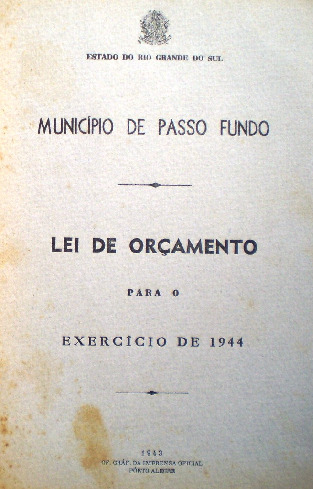 ESTADO DO RIO GRANDE DO SUL
MUNICÍPIO DE PASSO FUNDO
LEI DE ORÇAMENTO
PARA O
EXERCÍCIO DE 1944
1943
OF. GRÁF. DA IMPRENSA OFICIAL
PÔRTO ALEGRE